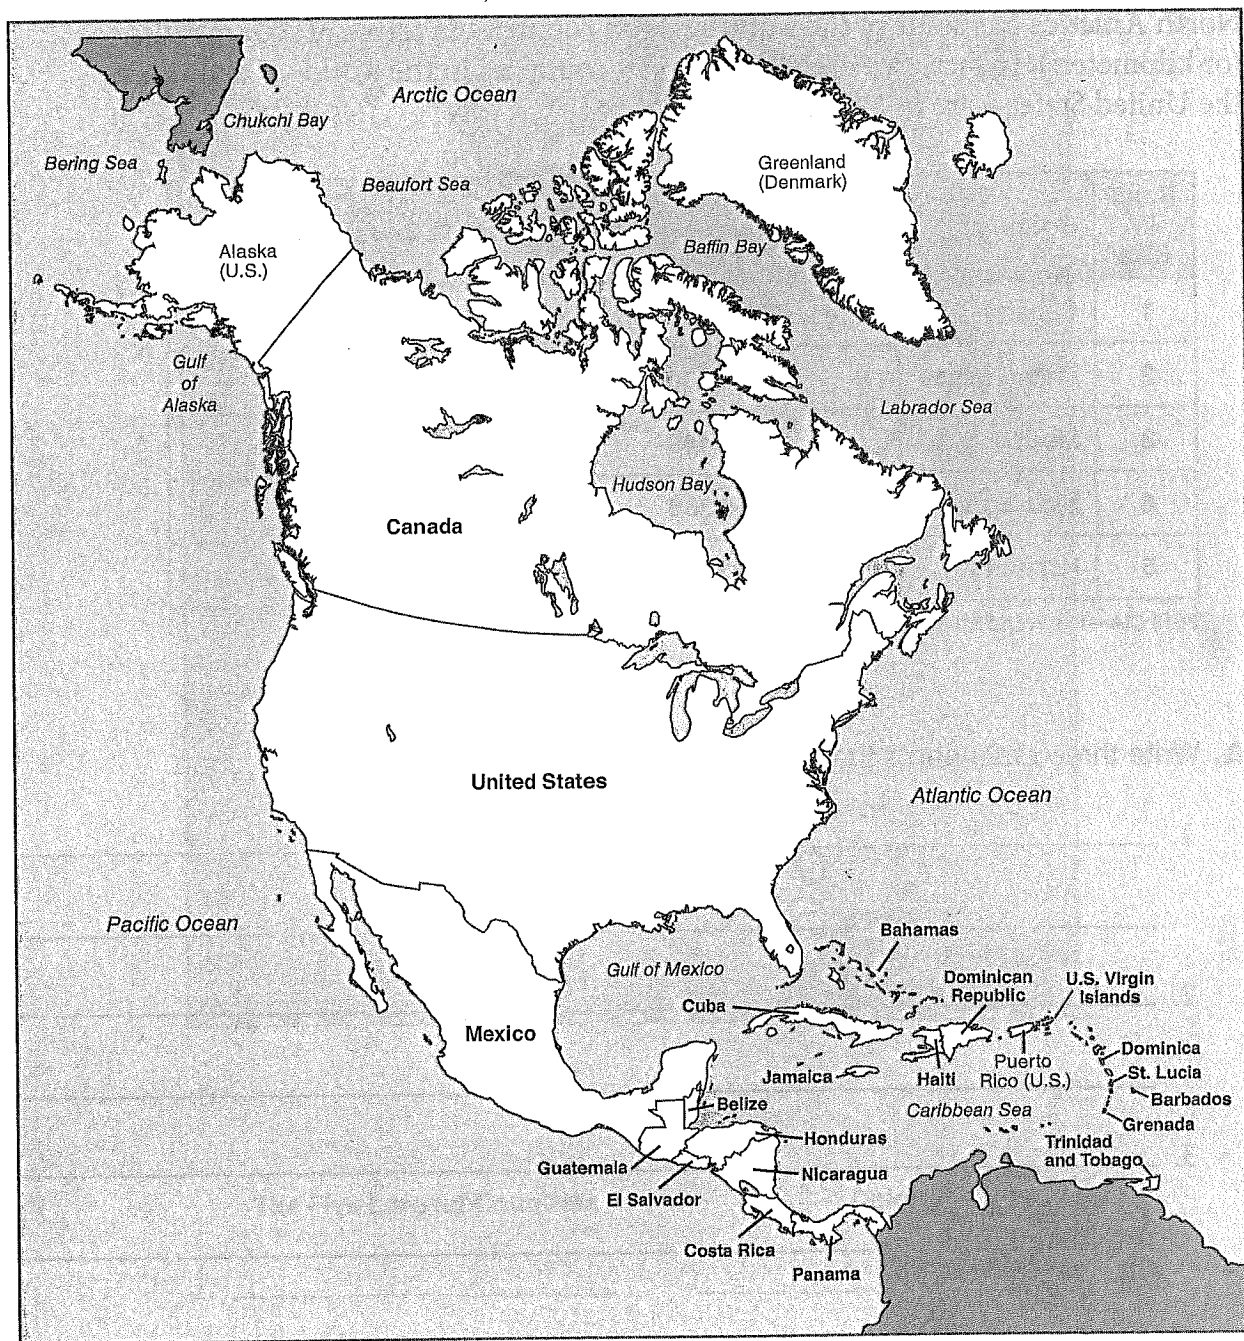 Arctic Ocean
Chukchi Bay
Bering Sea
Beaufort Sea
Greenland
(Denmark)
Baffin Bay
Alaska
(U.S.)
Gulf
of
Alaska
Labrador Sea
Hudson Bay
Canada
United States
Atlantic Ocean
Pacific Ocean
Bahamas
Gulf of Mexico
Dominican
Republic
U.S. Virgin
Islands
Cuba
Mexico
Dominica
Puerto
Rico (U.S.)
Haiti
Jamaica
St. Lucia
Barbados
Belize
Caribbean Sea
Grenada
Honduras
Trinidad
and Tobago
Guatemala
Nicaragua
El Salvador
Costa Rica
Panama